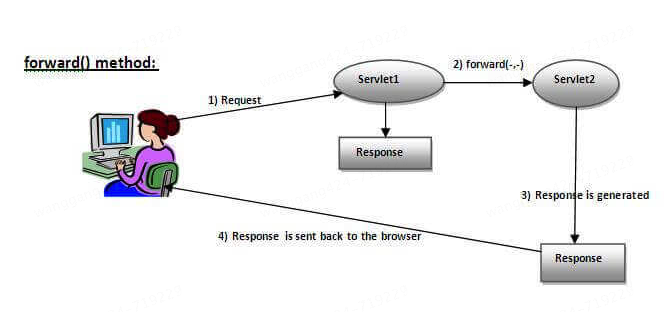 forward() method:
Servlet1
2) forward(-,-)
Servlet2
1) Request
Response
3) Response is generated
4) Response is sent back to the browser
Response